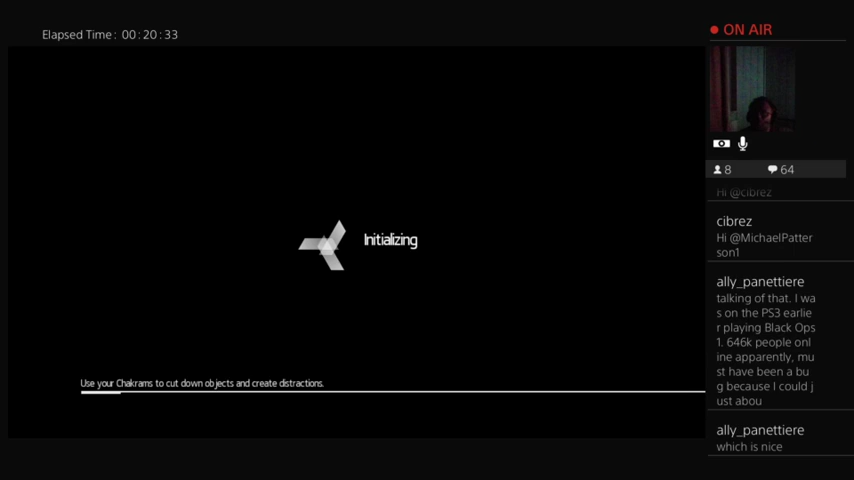 Elapsed Time: 00:20:33
ON AIR
8
64
Hi @cibrez
cibrez
Hi @MichaelPatter
son1
ally_panettiere
talking of that. I wa
s on the PS3 earlie
r playing Black Ops
1. 646k people onl
ine apparently, mu
st have been a bu
g because I could j
ust abou
ally_panettiere
which is nice
Initializing
Use your Chakrams to cut down objects and create distractions.